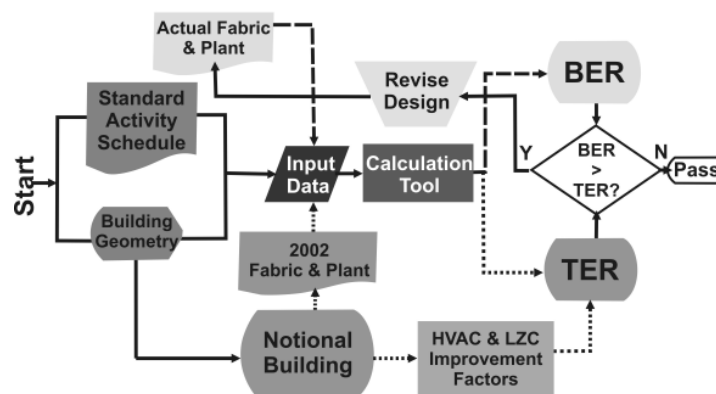 Actual Fabric
& Plant
BER
Revise
Design
Standard
Activity
Schedule
Start
Input
Data
Calculation
Tool
Y
BER
>
TER?
N
Pass
Building
Geometry
2002
Fabric & Plant
TER
Notional
Building
HVAC & LZC
Improvement
Factors